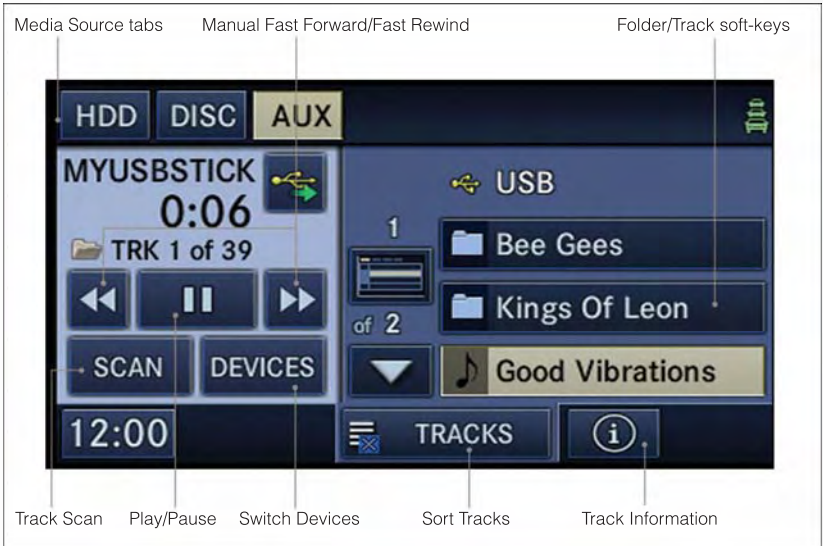 Media Source tabs
Manual Fast Forward/Fast Rewind
Folder/Track soft-keys
HDD
DISC
AUX
MYUSBSTICK
0:06
TRK 1 of 39
SCAN
DEVICES
12:00
USB
1
of 2
Bee Gees
Kings Of Leon
Good Vibrations
TRACKS
i
Track Scan
Play/Pause
Switch Devices
Sort Tracks
Track Information